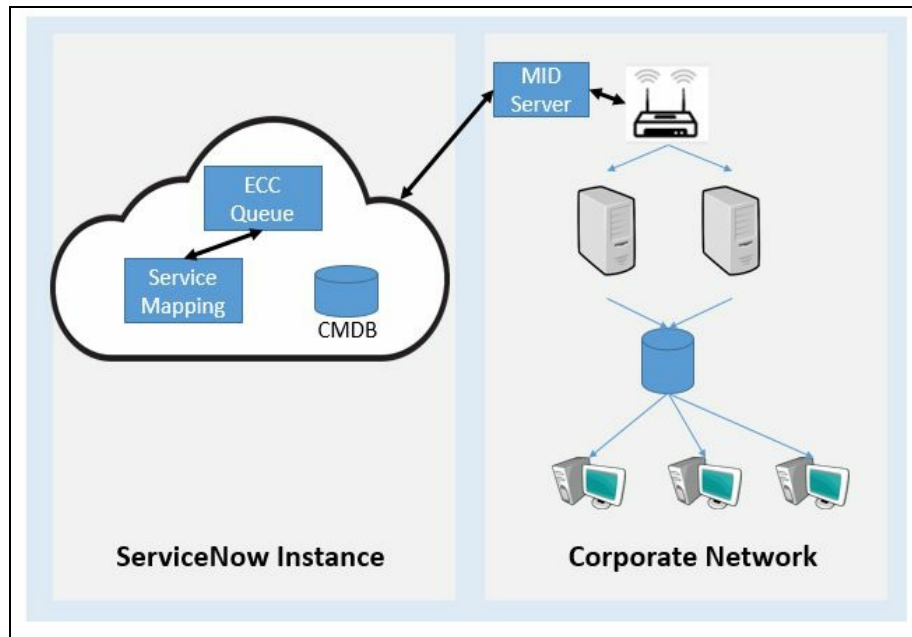 MID
Server
ECC
Queue
Service
Mapping
CMDB
ServiceNow Instance
Corporate Network